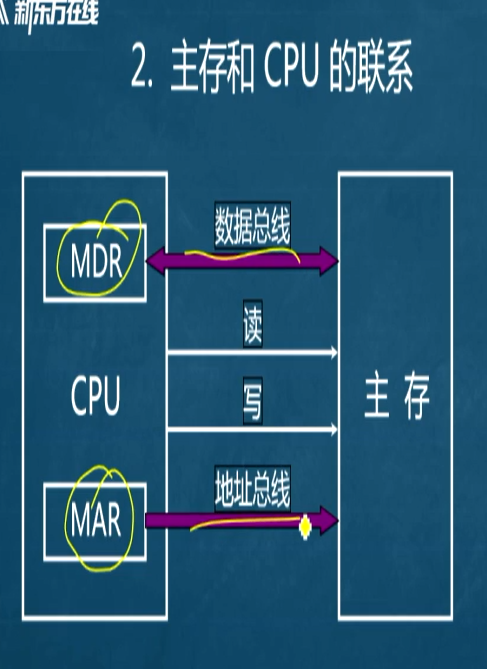 新东方在线
2. 主存和 CPU 的联系
数据总线
MDR
读
CPU
写
主 存
地址总线
MAR